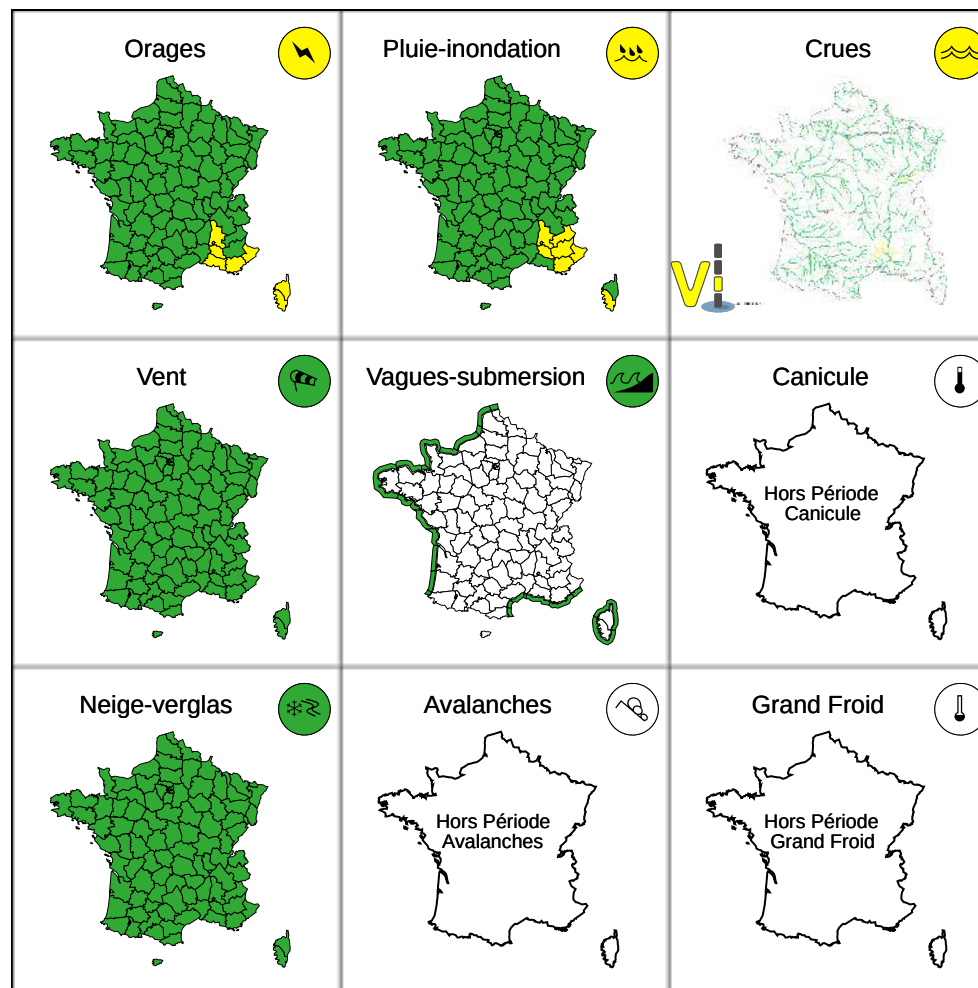 Orages
Pluie-inondation
Crues
Vi
Vent
Vagues-submersion
Canicule
Hors Période
Canicule
Neige-verglas
Avalanches
Grand Froid
Hors Période
Avalanches
Hors Période
Grand Froid